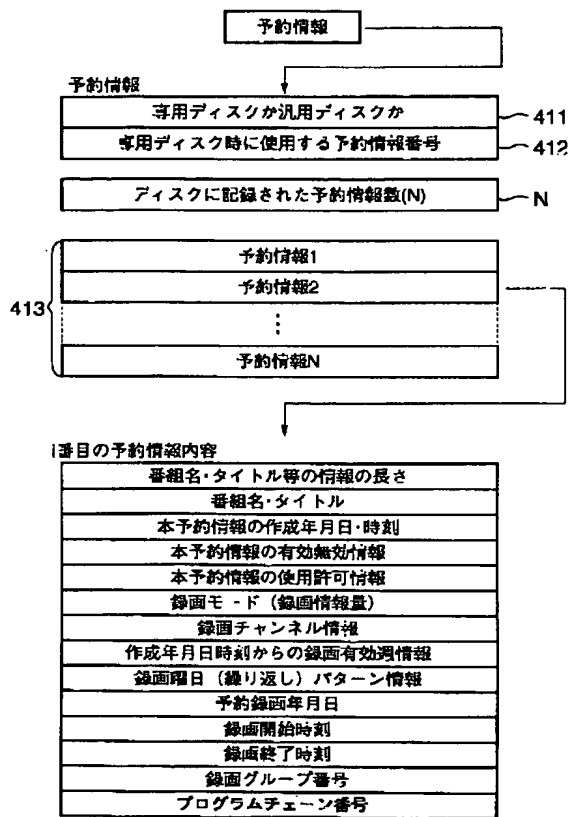 予約情報
予約情報
専用ディスクか汎用ディスクか
411
専用ディスク時に使用する予約情報番号
412
ディスクに記録された予約情報数(N)
N
413
予約情報1
予約情報2
⋮
予約情報N
i番目の予約情報内容
番組名・タイトル等の情報の長さ
番組名・タイトル
本予約情報の作成年月日・時刻
本予約情報の有効無効情報
本予約情報の使用許可情報
録画モード（録画情報量）
録画チャンネル情報
作成年月日時刻からの録画有効週情報
録画曜日（繰り返し）パターン情報
予約録画年月日
録画開始時刻
録画終了時刻
録画グループ番号
プログラムチェーン番号